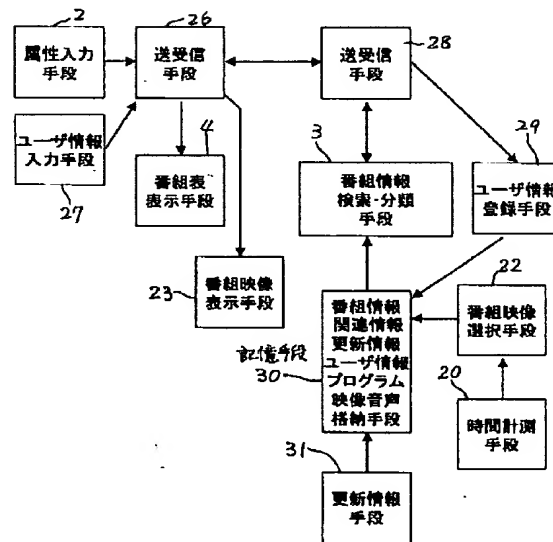 2
属性入力
手段
26
送受信
手段
送受信
手段
28
ユーザ情報
入力手段
27
4
番組表
表示手段
3
番組情報
検索・分類
手段
29
ユーザ情報
登録手段
23
番組映像
表示手段
記憶手段
30
番組情報
関連情報
更新情報
ユーザ情報
プログラム
映像音声
格納手段
22
番組映像
選択手段
20
時間計測
手段
31
更新情報
手段